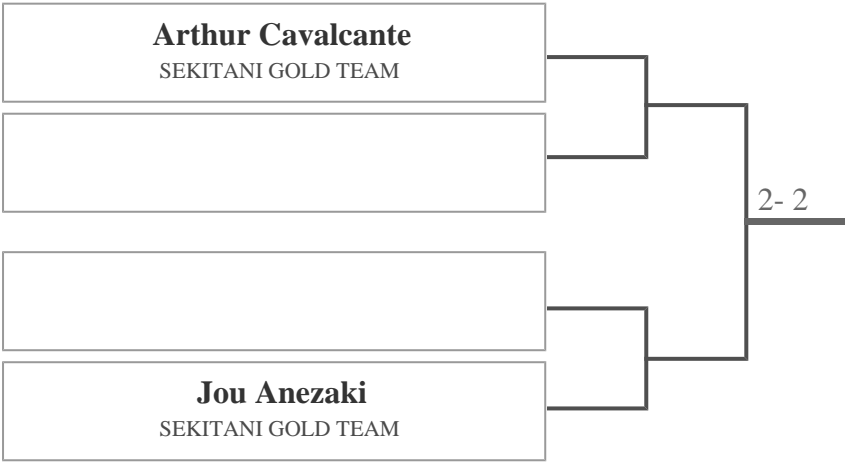 Arthur Cavalcante
SEKITANI GOLD TEAM
2- 2
Jou Anezaki
SEKITANI GOLD TEAM